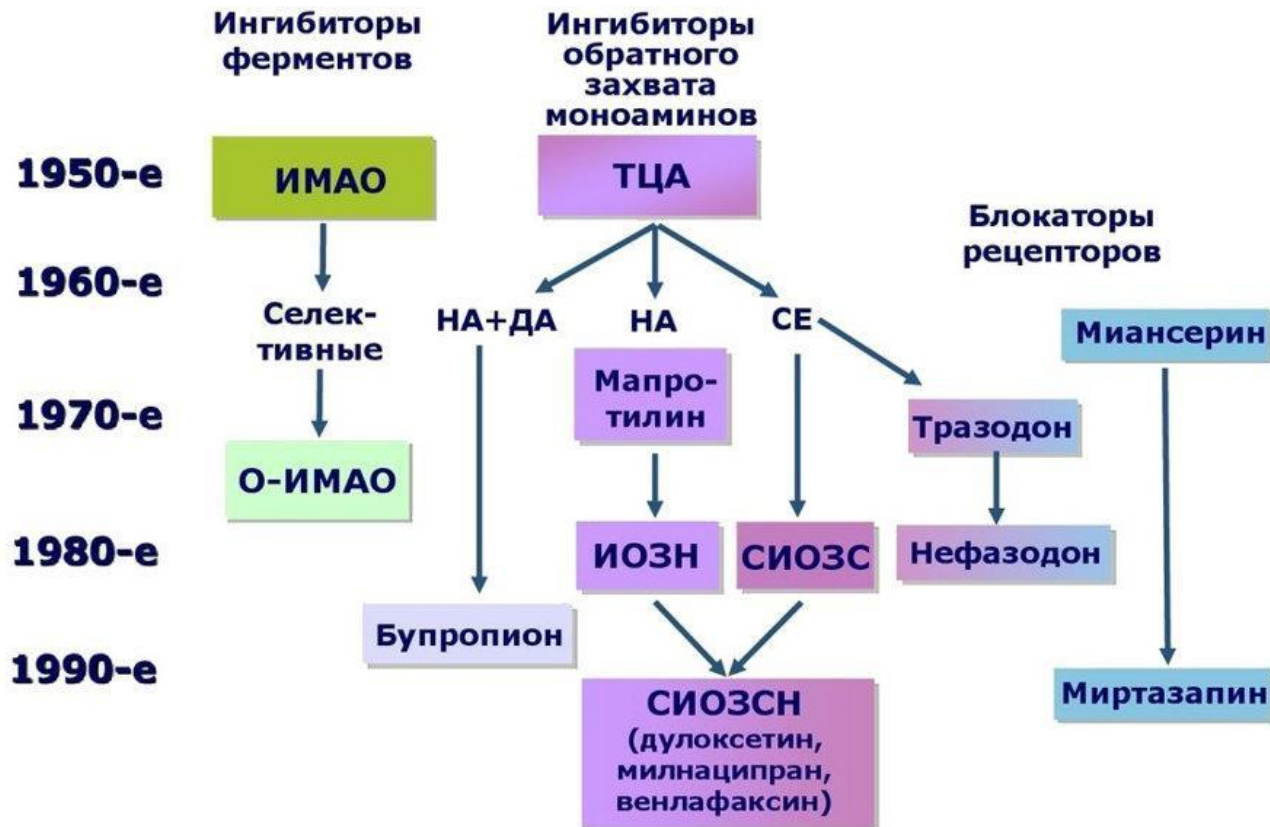 Ингибиторы
ферментов
Ингибиторы
обратного
захвата
моноаминов
1950-е
ИМАО
ТЦА
Блокаторы
рецепторов
1960-е
Селек-
тивные
НА+ДА
НА
СЕ
Миансерин
Мапро-
тилин
1970-е
Тразодон
О-ИМАО
1980-е
ИОЗН
СИОЗС
Нефазодон
Бупропион
1990-е
СИОЗСН
(дулоксетин,
милнаципран,
венлафаксин)
Миртазапин